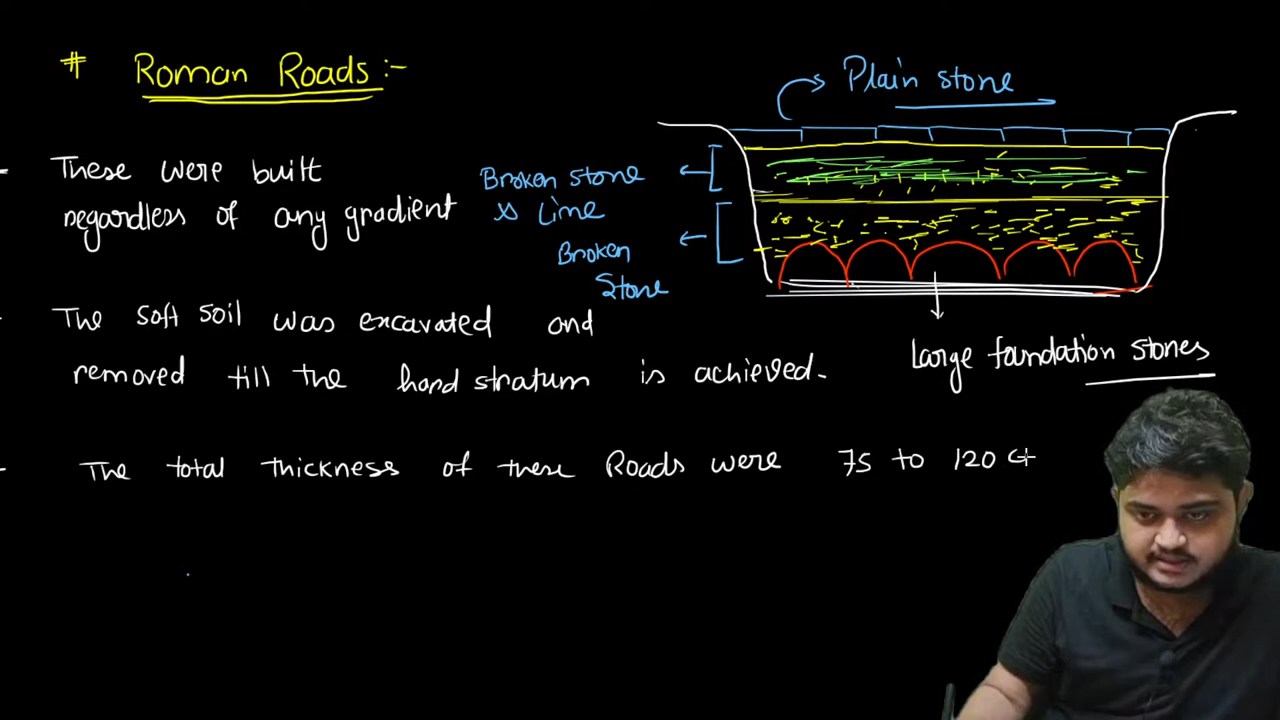 # Roman Roads :-
Plain stone
- These were built
regardless of any gradient
Broken stone
& Lime
Broken
Stone
- The soft soil was excavated and
removed till the hard stratum is achieved.
Large foundation stones
- The total thickness of these Roads were 75 to 120 c